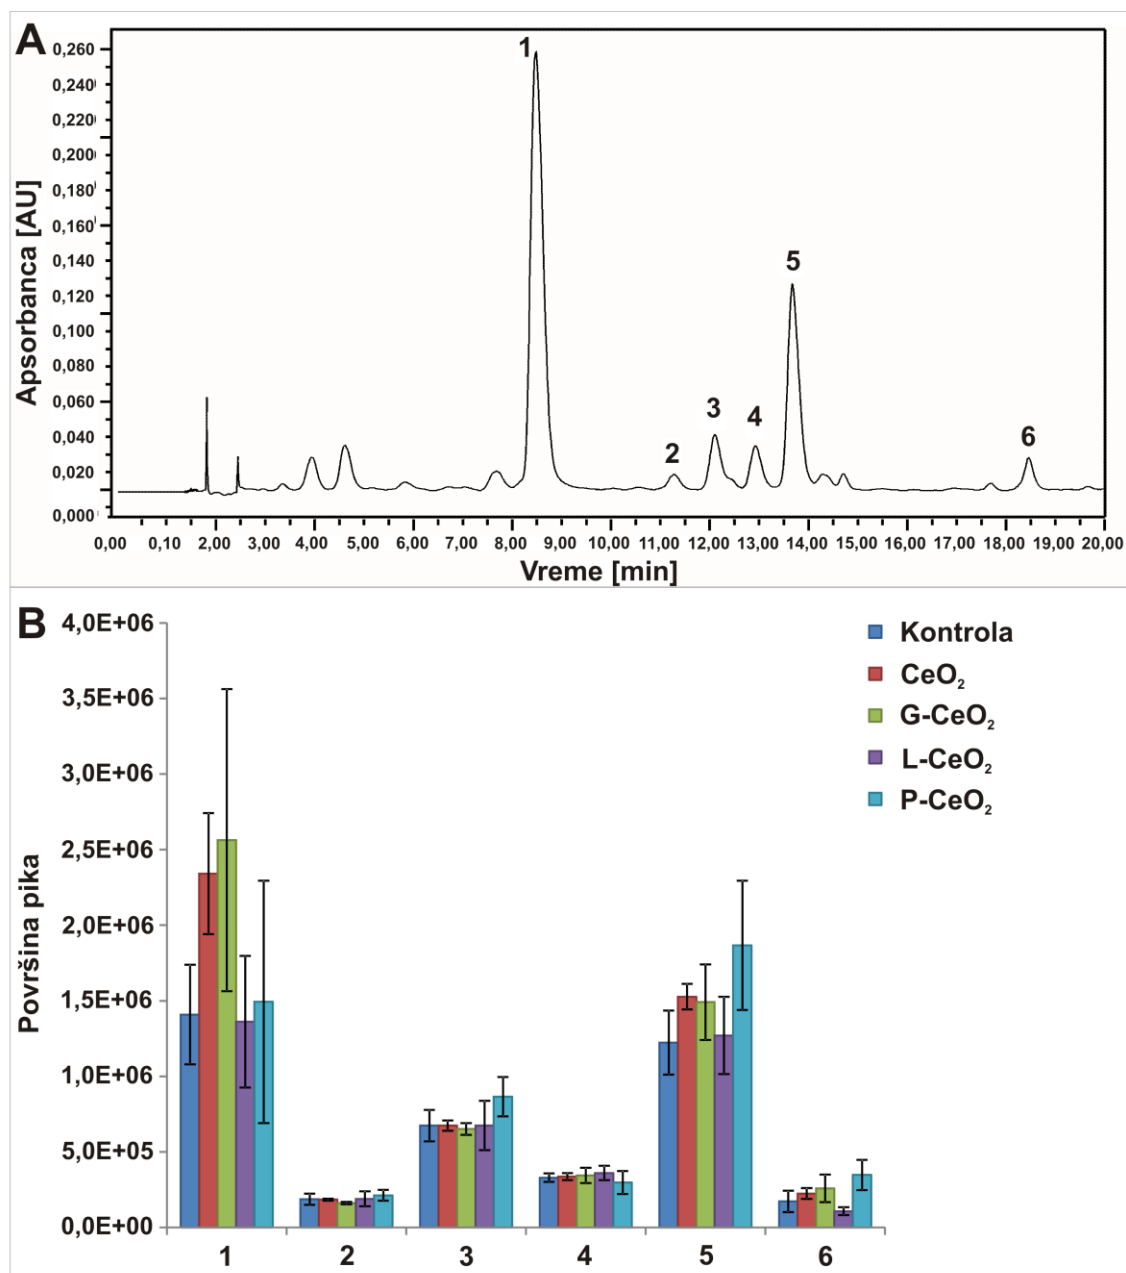 A
0,260
0,240
0,220
0,200
0,180
0,160
0,140
0,120
0,100
0,080
0,060
0,040
0,020
0,000
Apsorbanca [AU]
1
2
3
4
5
6
0,00 0,10 2,00 3,00 4,00 5,00 6,00 7,00 8,00 9,00 10,00 11,00 12,00 13,00 14,00 15,00 16,00 17,00 18,00 19,00 20,00
Vreme [min]
B
4,0E+06
3,5E+06
3,0E+06
2,5E+06
2,0E+06
1,5E+06
1,0E+06
5,0E+05
0,0E+00
Površina pika
Kontrola
CeO₂
G-CeO₂
L-CeO₂
P-CeO₂
1 2 3 4 5 6